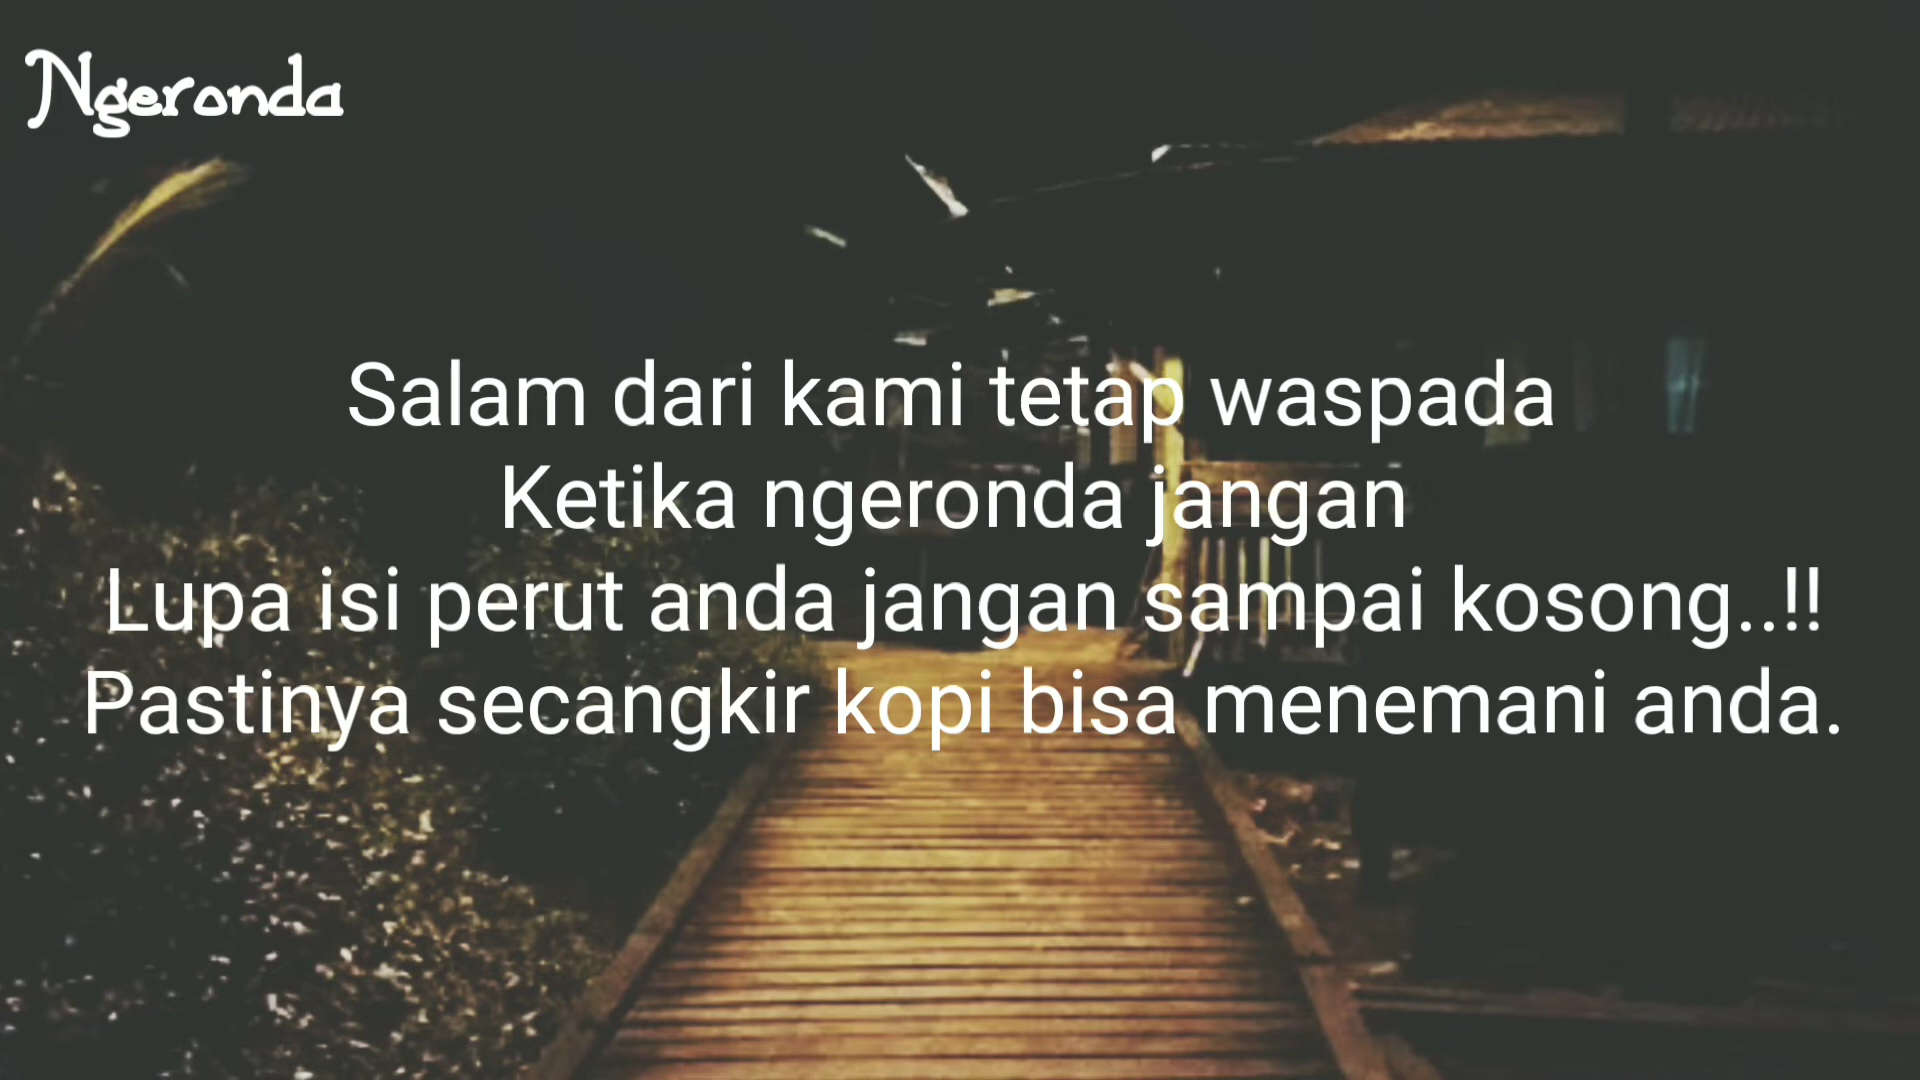 Ngeronda
Salam dari kami tetap waspada
Ketika ngeronda jangan
Lupa isi perut anda jangan sampai kosong..!!
Pastinya secangkir kopi bisa menemani anda.